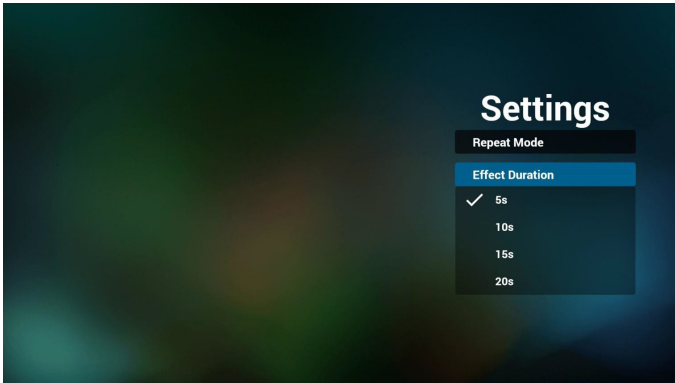 Settings
Repeat Mode
Effect Duration
5s
10s
15s
20s